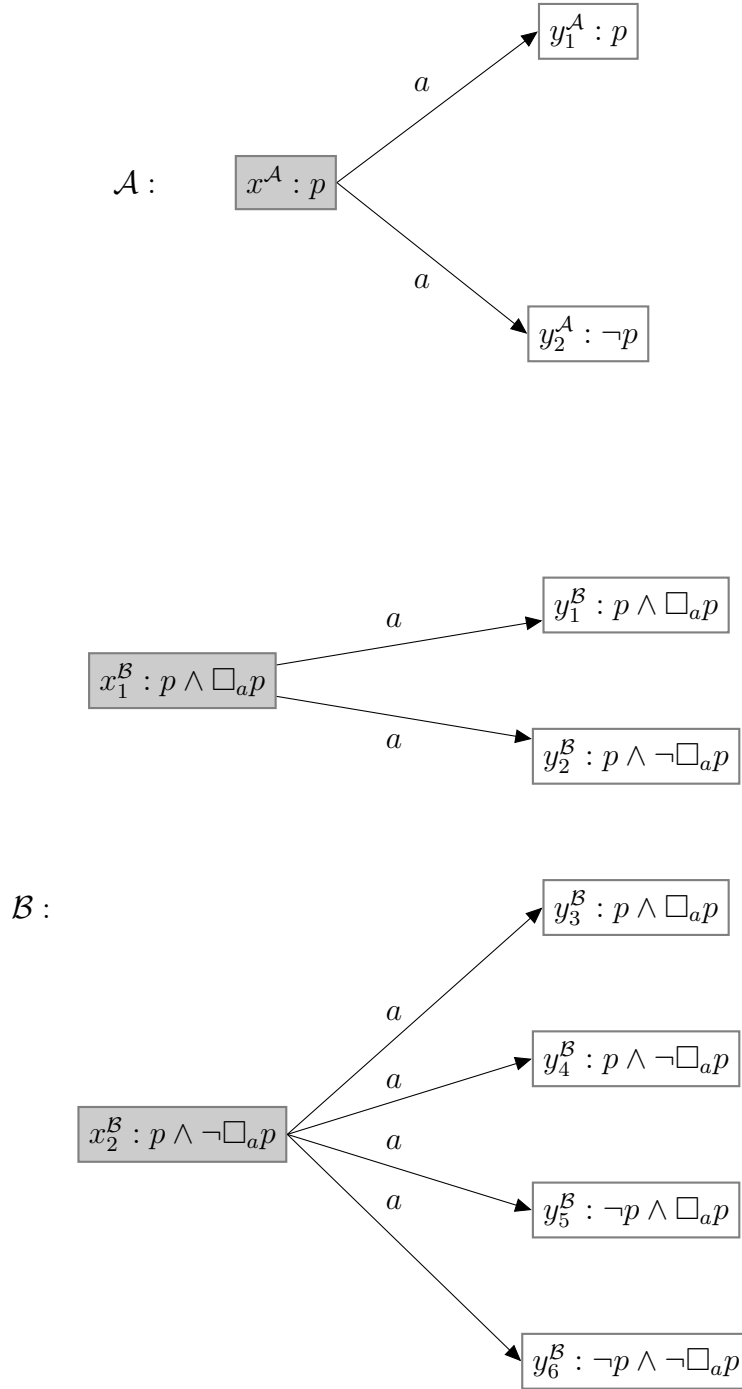 y₁^𝒜 : p
a
𝒜 : x^𝒜 : p
a
y₂^𝒜 : ¬p
y₁^ℬ : p ∧ □ₐp
a
x₁^ℬ : p ∧ □ₐp
a
y₂^ℬ : p ∧ ¬□ₐp
ℬ :
y₃^ℬ : p ∧ □ₐp
a
y₄^ℬ : p ∧ ¬□ₐp
a
x₂^ℬ : p ∧ ¬□ₐp
a
y₅^ℬ : ¬p ∧ □ₐp
a
y₆^ℬ : ¬p ∧ ¬□ₐp